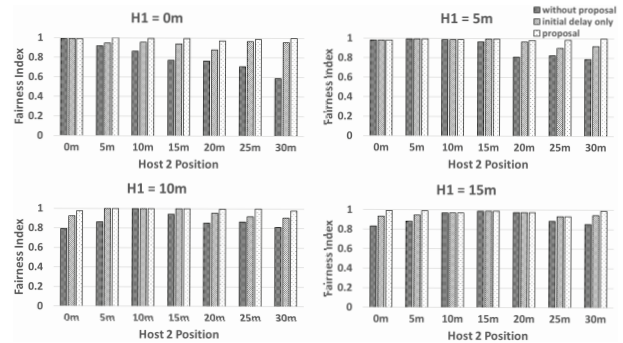 H1 = 0m
Fairness Index
1
0.8
0.6
0.4
0.2
0
0m 5m 10m 15m 20m 25m 30m
Host 2 Position
H1 = 5m
without proposal
initial delay only
proposal
Fairness Index
1
0.8
0.6
0.4
0.2
0
0m 5m 10m 15m 20m 25m 30m
Host 2 Position
H1 = 10m
Fairness Index
1
0.8
0.6
0.4
0.2
0
0m 5m 10m 15m 20m 25m 30m
Host 2 Position
H1 = 15m
Fairness Index
1
0.8
0.6
0.4
0.2
0
0m 5m 10m 15m 20m 25m 30m
Host 2 Position